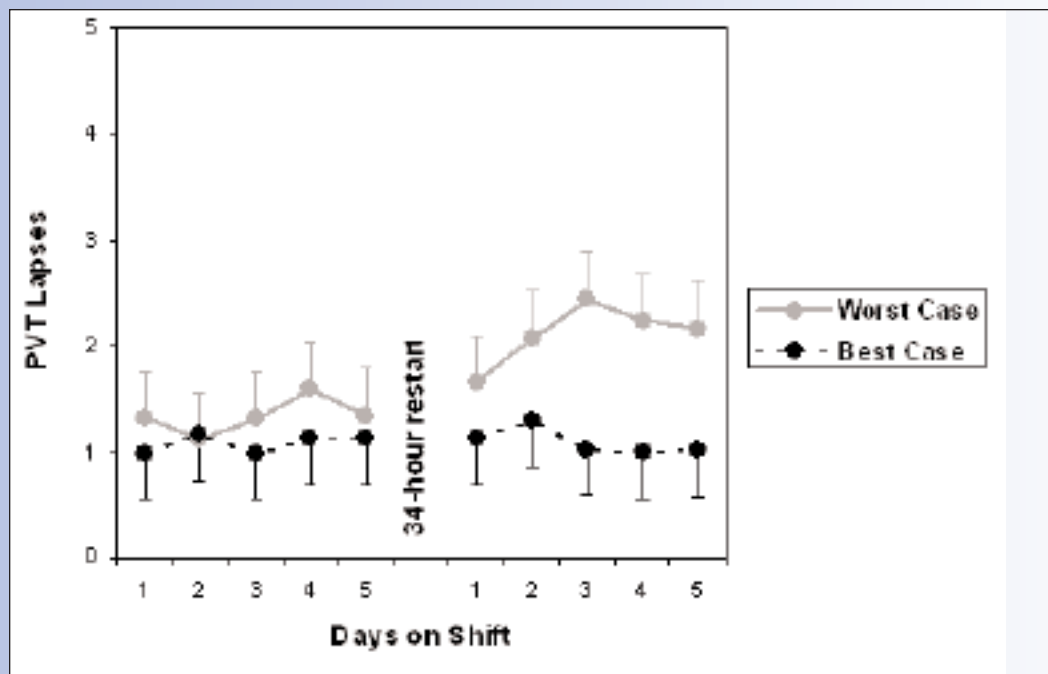 5
4
3
2
1
0
PVT Lapses
34-hour restart
1 2 3 4 5 1 2 3 4 5
Days on Shift
Worst Case
Best Case